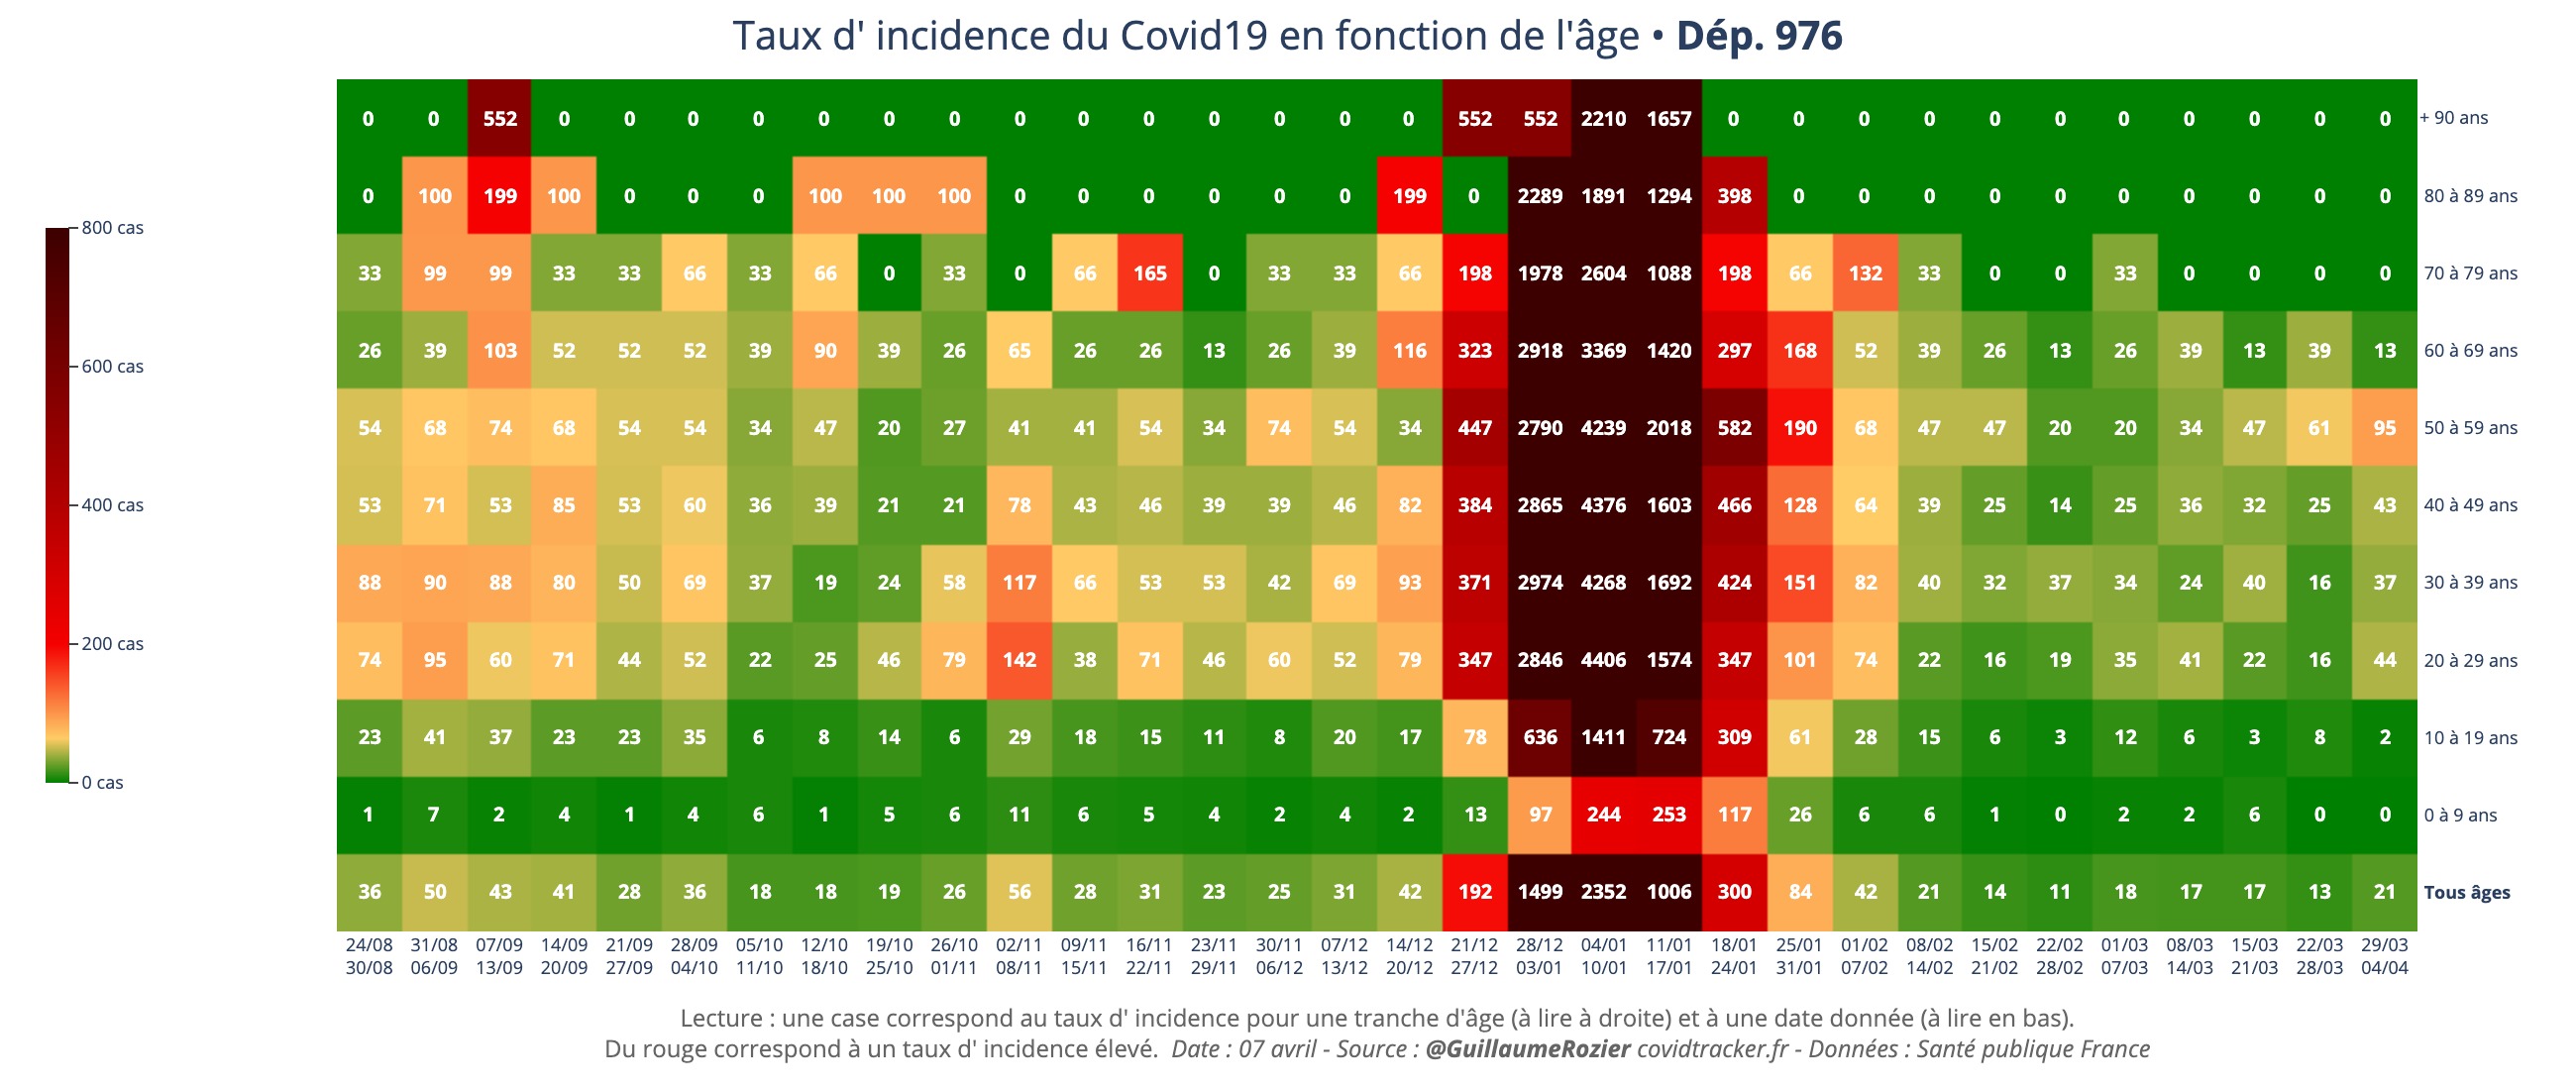 Taux d' incidence du Covid19 en fonction de l'âge • Dép. 976
800 cas
600 cas
400 cas
200 cas
0 cas
0 0 552 0 0 0 0 0 0 0 0 0 0 0 0 0 0 552 552 2210 1657 0 0 0 0 0 0 0 0 0 0 0 + 90 ans
0 100 199 100 0 0 0 100 100 100 0 0 0 0 0 0 199 0 2289 1891 1294 398 0 0 0 0 0 0 0 0 0 0 80 à 89 ans
33 99 99 33 33 66 33 66 0 33 0 66 165 0 33 33 66 198 1978 2604 1088 198 66 132 33 0 0 33 0 0 0 0 70 à 79 ans
26 39 103 52 52 52 39 90 39 26 65 26 26 13 26 39 116 323 2918 3369 1420 297 168 52 39 26 13 26 39 13 39 13 60 à 69 ans
54 68 74 68 54 54 34 47 20 27 41 41 54 34 74 54 34 447 2790 4239 2018 582 190 68 47 47 20 20 34 47 61 95 50 à 59 ans
53 71 53 85 53 60 36 39 21 21 78 43 46 39 39 46 82 384 2865 4376 1603 466 128 64 39 25 14 25 36 32 25 43 40 à 49 ans
88 90 88 80 50 69 37 19 24 58 117 66 53 53 42 69 93 371 2974 4268 1692 424 151 82 40 32 37 34 24 40 16 37 30 à 39 ans
74 95 60 71 44 52 22 25 46 79 142 38 71 46 60 52 79 347 2846 4406 1574 347 101 74 22 16 19 35 41 22 16 44 20 à 29 ans
23 41 37 23 23 35 6 8 14 6 29 18 15 11 8 20 17 78 636 1411 724 309 61 28 15 6 3 12 6 3 8 2 10 à 19 ans
1 7 2 4 1 4 6 1 5 6 11 6 5 4 2 4 2 13 97 244 253 117 26 6 6 1 0 2 2 6 0 0 0 à 9 ans
36 50 43 41 28 36 18 18 19 26 56 28 31 23 25 31 42 192 1499 2352 1006 300 84 42 21 14 11 18 17 17 13 21 Tous âges
24/08 31/08 07/09 14/09 21/09 28/09 05/10 12/10 19/10 26/10 02/11 09/11 16/11 23/11 30/11 07/12 14/12 21/12 28/12 04/01 11/01 18/01 25/01 01/02 08/02 15/02 22/02 01/03 08/03 15/03 22/03 29/03
30/08 06/09 13/09 20/09 27/09 04/10 11/10 18/10 25/10 01/11 08/11 15/11 22/11 29/11 06/12 13/12 20/12 27/12 03/01 10/01 17/01 24/01 31/01 07/02 14/02 21/02 28/02 07/03 14/03 21/03 28/03 04/04
Lecture : une case correspond au taux d' incidence pour une tranche d'âge (à lire à droite) et à une date donnée (à lire en bas).
Du rouge correspond à un taux d' incidence élevé. Date : 07 avril - Source : @GuillaumeRozier covidtracker.fr - Données : Santé publique France